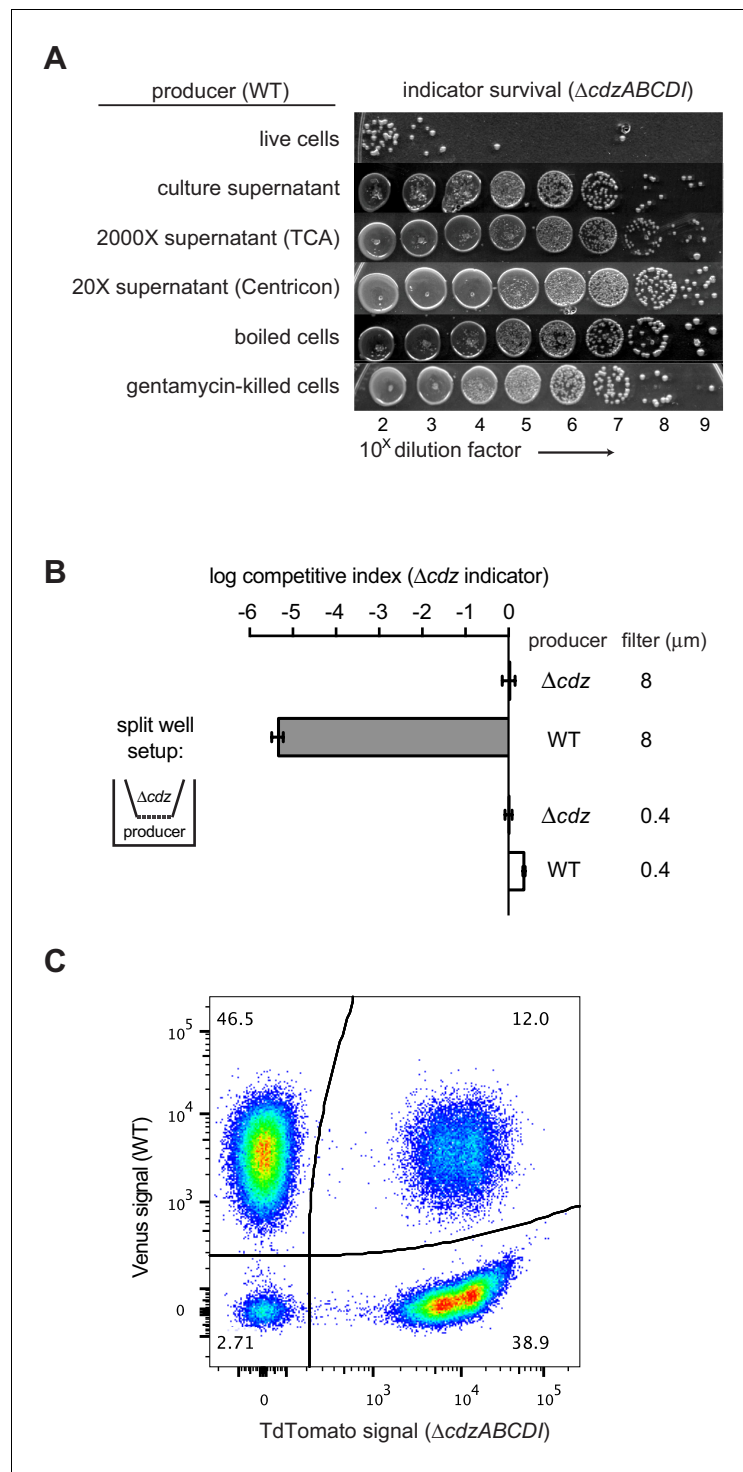 A
producer (WT) indicator survival (ΔcdzABCDI)
live cells
culture supernatant
2000X supernatant (TCA)
20X supernatant (Centricon)
boiled cells
gentamycin-killed cells
2 3 4 5 6 7 8 9
10^X dilution factor
B
log competitive index (Δcdz indicator)
-6 -5 -4 -3 -2 -1 0
producer filter (μm)
Δcdz 8
WT 8
Δcdz 0.4
WT 0.4
split well
setup:
Δcdz
producer
C
46.5 12.0
2.71 38.9
Venus signal (WT)
10^5
10^4
10^3
0
0 10^3 10^4 10^5
TdTomato signal (ΔcdzABCDI)